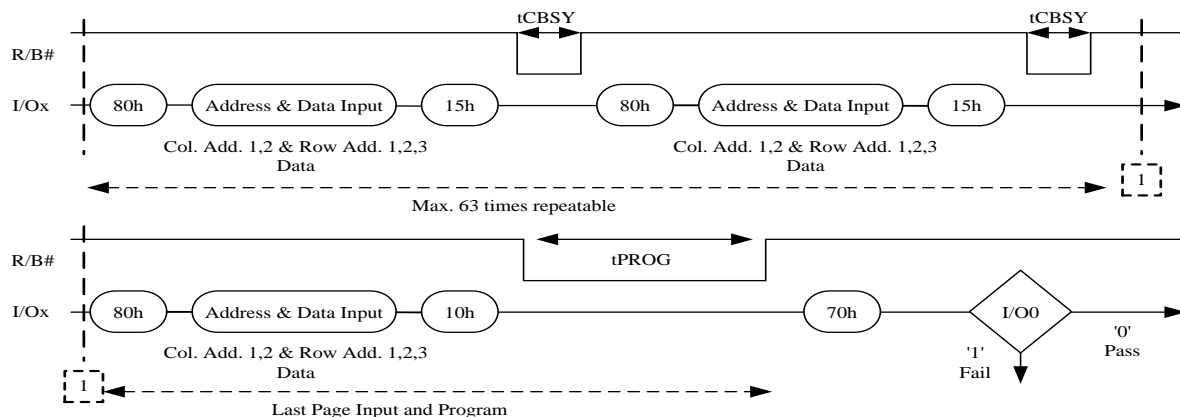 tCBSY tCBSY
R/B#
I/Ox 80h Address & Data Input 15h 80h Address & Data Input 15h
Col. Add. 1,2 & Row Add. 1,2,3 Col. Add. 1,2 & Row Add. 1,2,3
Data Data
1
Max. 63 times repeatable
R/B# tPROG
I/Ox 80h Address & Data Input 10h 70h I/O0
'0'
Pass
Col. Add. 1,2 & Row Add. 1,2,3 '1'
Data Fail
1
Last Page Input and Program